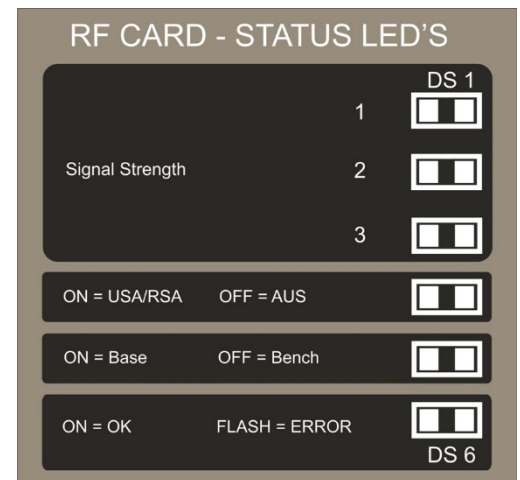 RF CARD - STATUS LED'S
DS 1
1
Signal Strength 2
3
ON = USA/RSA OFF = AUS
ON = Base OFF = Bench
ON = OK FLASH = ERROR
DS 6